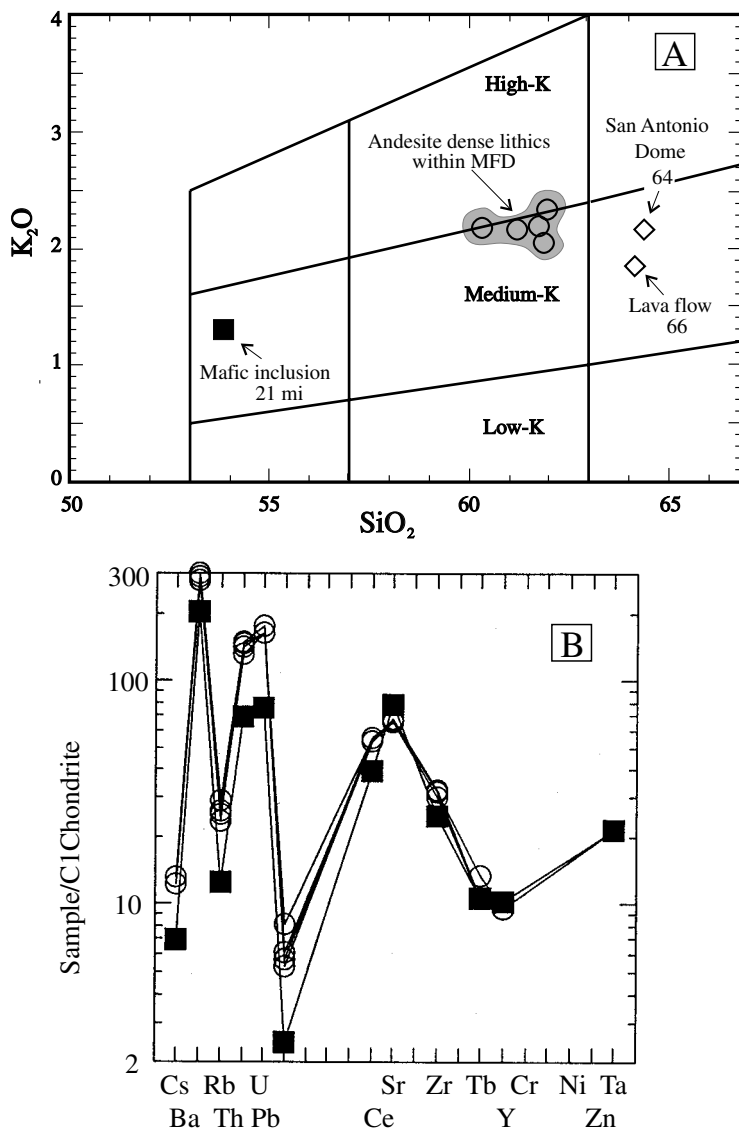 4
A
High-K
San Antonio
Dome
64
Andesite dense lithics
within MFD
3
K2O
2
Medium-K
Lava flow
66
Mafic inclusion
21 mi
1
Low-K
0
50
55
60
65
SiO2
300
B
100
Sample/C1Chondrite
10
2
Cs Rb U Sr Zr Tb Cr Ni Ta
Ba Th Pb Ce Y Zn